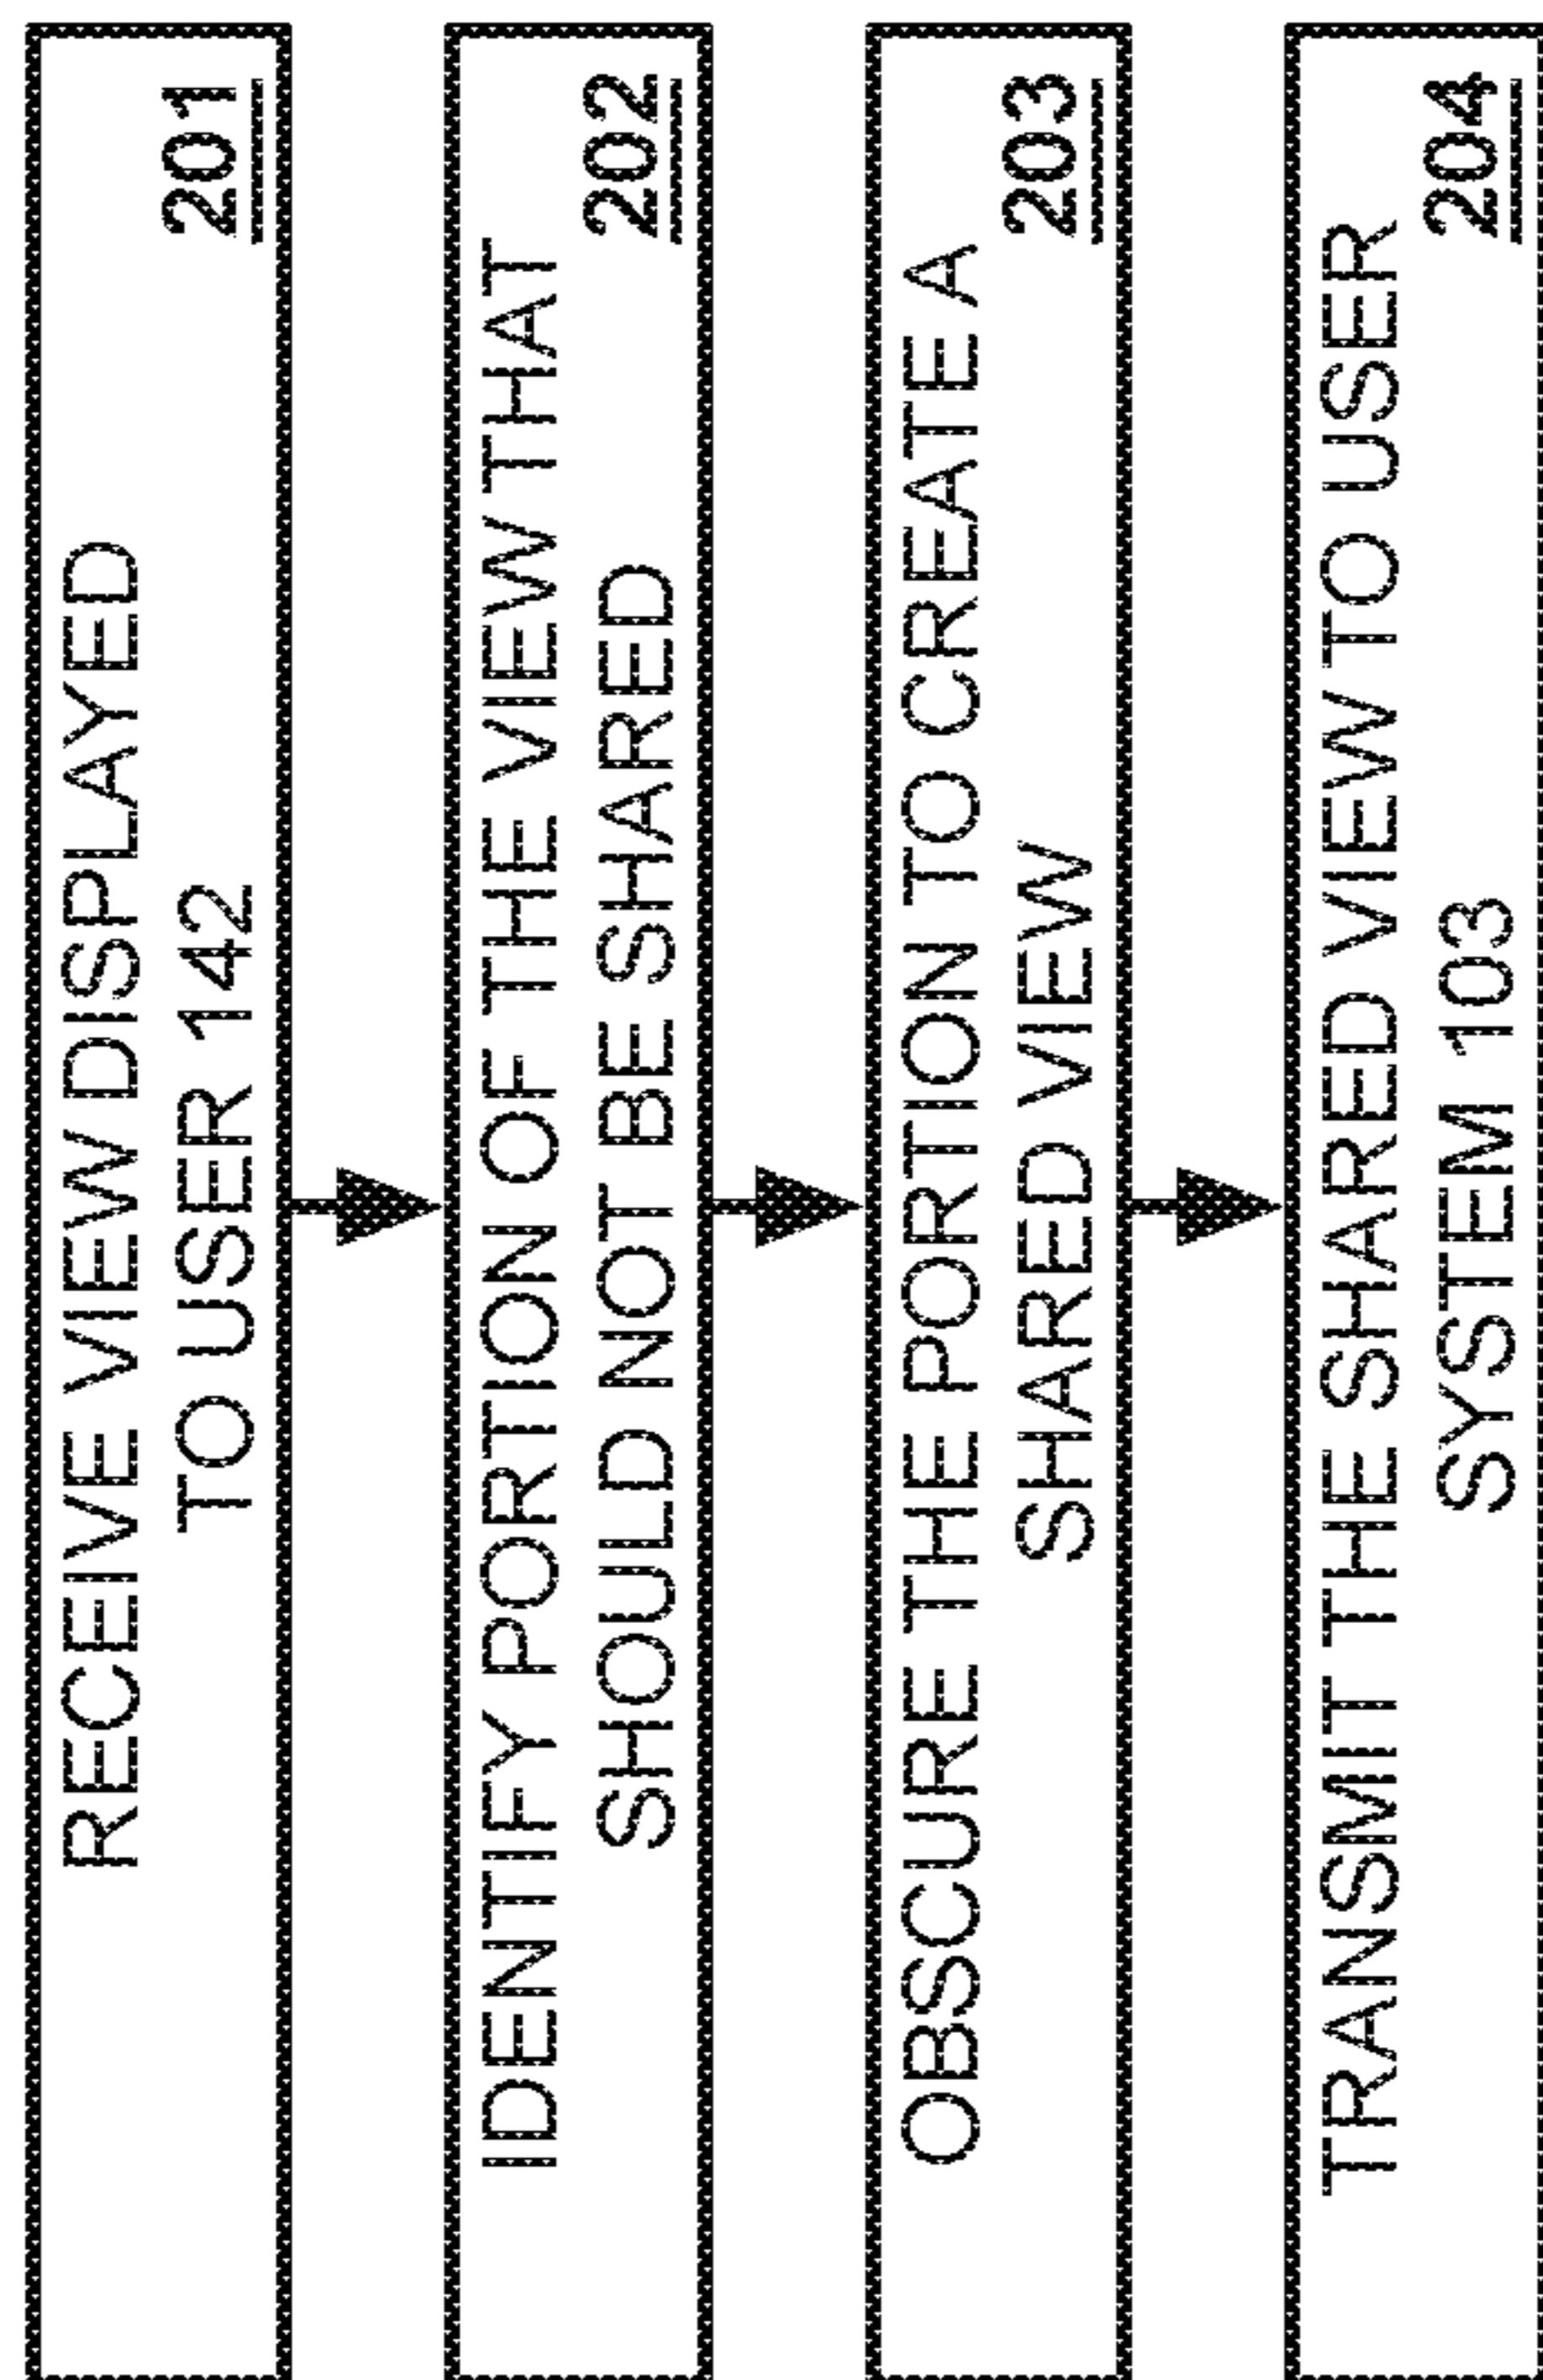 RECEIVE VIEW DISPLAYED
TO USER 142
201
IDENTIFY PORTION OF THE VIEW THAT
SHOULD NOT BE SHARED
202
OBSCURE THE PORTION TO CREATE A
SHARED VIEW
203
TRANSMIT THE SHARED VIEW TO USER
SYSTEM 103
204